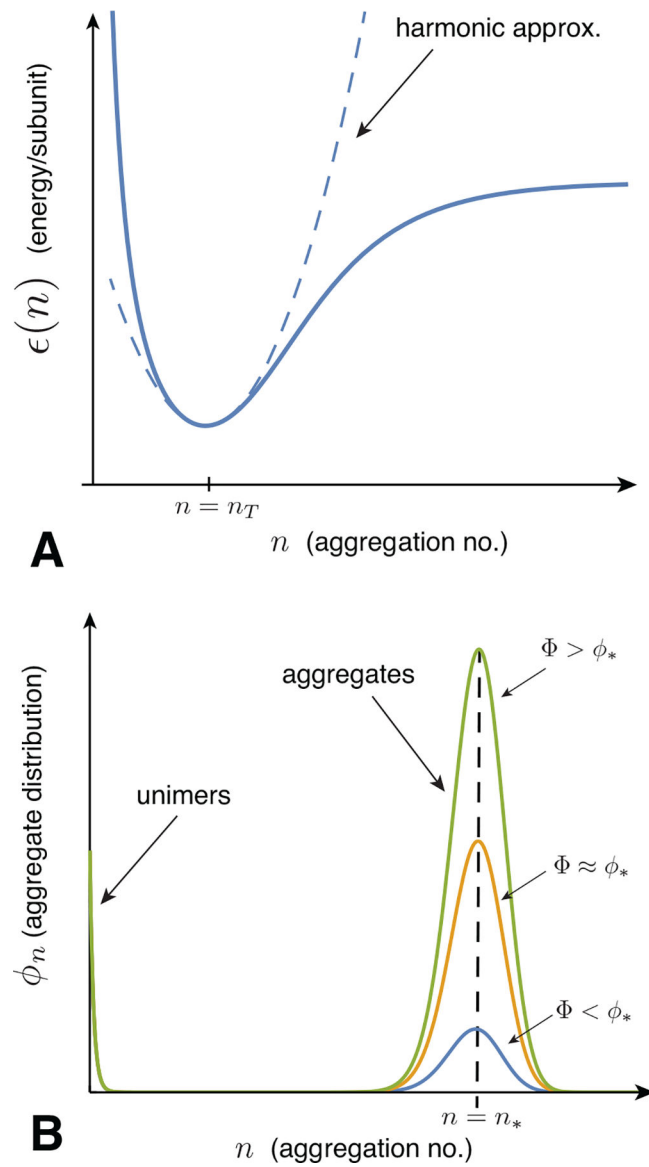 harmonic approx.
ϵ(n) (energy/subunit)
n = n_T
n (aggregation no.)
A
Φ > ϕ_*
aggregates
unimers
Φ ≈ ϕ_*
Φ < ϕ_*
ϕ_n (aggregate distribution)
n = n_*
n (aggregation no.)
B